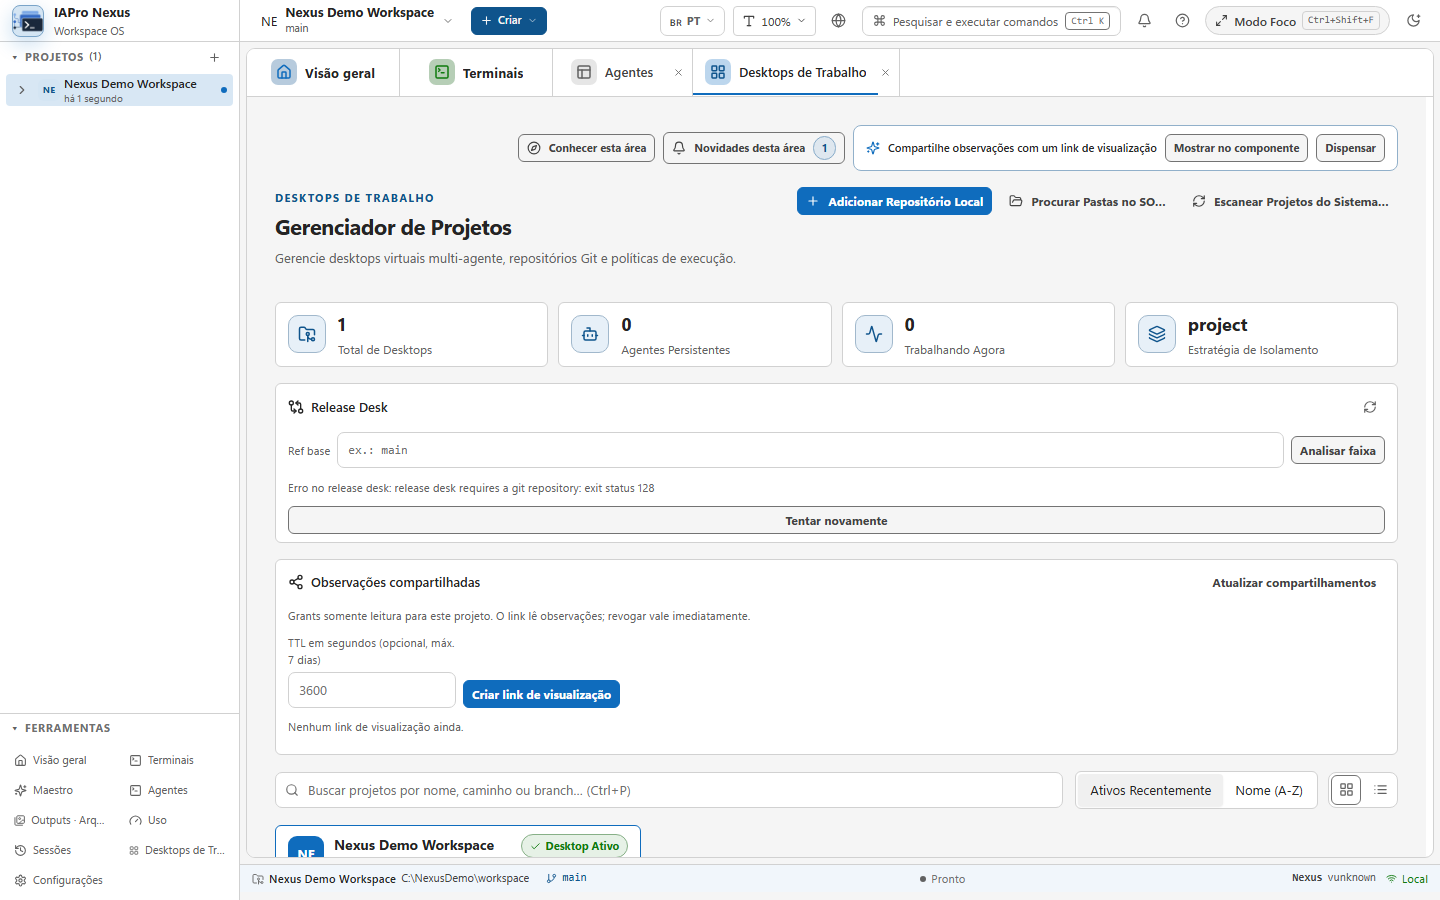 IAPro Nexus
Workspace OS
NE
Nexus Demo Workspace
main
Criar
BR PT
100%
Pesquisar e executar comandos
Ctrl K
Modo Foco
Ctrl+Shift+F
PROJETOS (1)
NE
Nexus Demo Workspace
há 1 segundo
Visão geral
Terminais
Agentes
Desktops de Trabalho
Conhecer esta área
Novidades desta área 1
Compartilhe observações com um link de visualização
Mostrar no componente
Dispensar
DESKTOPS DE TRABALHO
Gerenciador de Projetos
Gerencie desktops virtuais multi-agente, repositórios Git e políticas de execução.
Adicionar Repositório Local
Procurar Pastas no SO...
Escanear Projetos do Sistema...
1
Total de Desktops
0
Agentes Persistentes
0
Trabalhando Agora
project
Estratégia de Isolamento
Release Desk
Ref base
ex.: main
Analisar faixa
Erro no release desk: release desk requires a git repository: exit status 128
Tentar novamente
Observações compartilhadas
Atualizar compartilhamentos
Grants somente leitura para este projeto. O link lê observações; revogar vale imediatamente.
TTL em segundos (opcional, máx.
7 dias)
3600
Criar link de visualização
Nenhum link de visualização ainda.
Buscar projetos por nome, caminho ou branch... (Ctrl+P)
Ativos Recentemente
Nome (A-Z)
NE
Nexus Demo Workspace
Desktop Ativo
FERRAMENTAS
Visão geral
Terminais
Maestro
Agentes
Outputs · Arq...
Uso
Sessões
Desktops de Tr...
Configurações
Nexus Demo Workspace C:\NexusDemo\workspace
main
Pronto
Nexus vunknown
Local